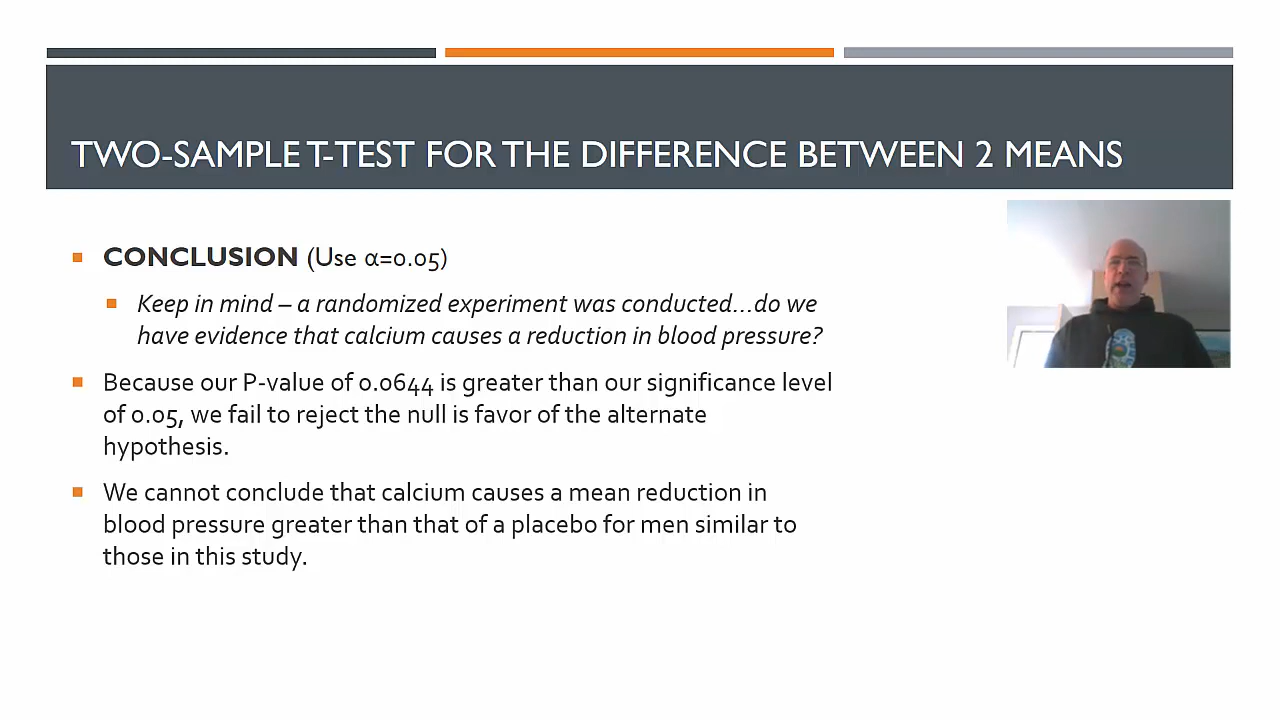 TWO-SAMPLE T-TEST FOR THE DIFFERENCE BETWEEN 2 MEANS
CONCLUSION (Use α=0.05)
Keep in mind – a randomized experiment was conducted…do we
have evidence that calcium causes a reduction in blood pressure?
Because our P-value of 0.0644 is greater than our significance level
of 0.05, we fail to reject the null is favor of the alternate
hypothesis.
We cannot conclude that calcium causes a mean reduction in
blood pressure greater than that of a placebo for men similar to
those in this study.